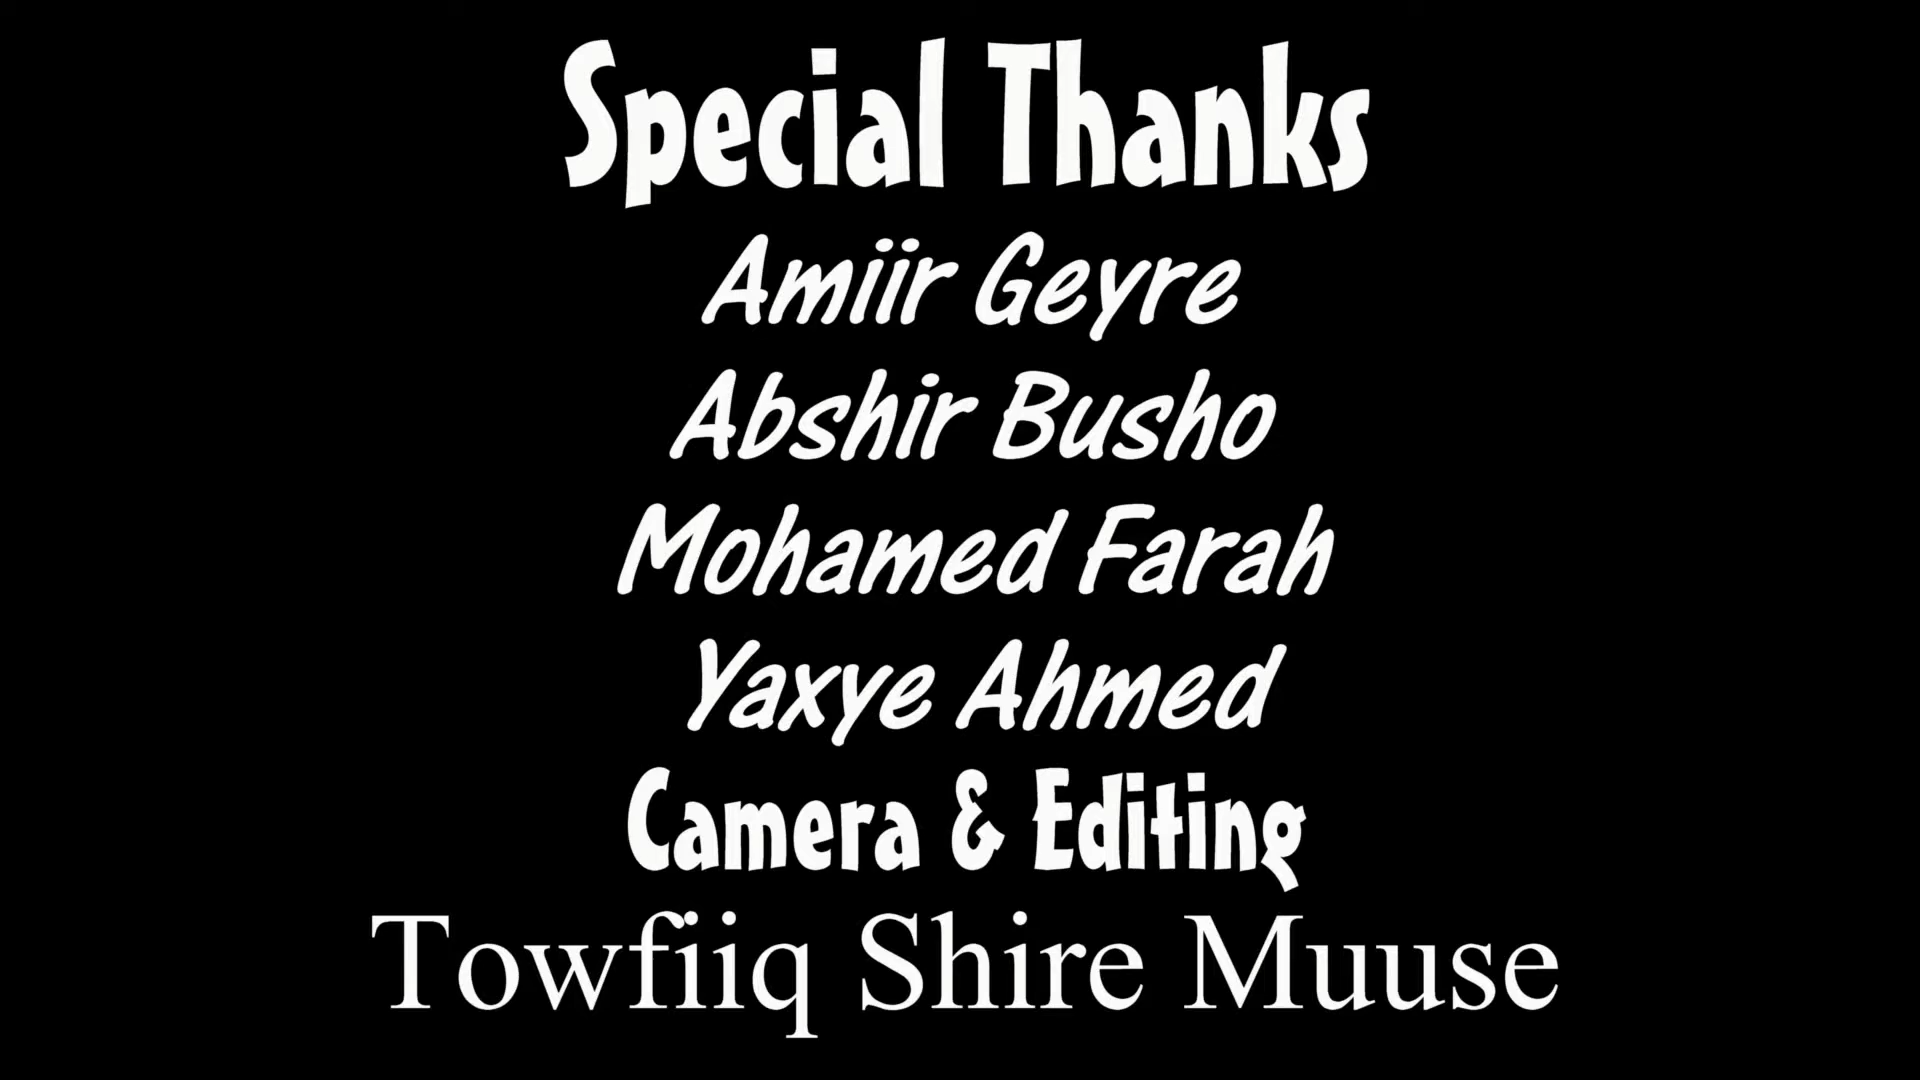 Special Thanks
Amiir Geyre
Abshir Busho
Mohamed Farah
Yaxye Ahmed
Camera & Editing
Towfiiq Shire Muuse